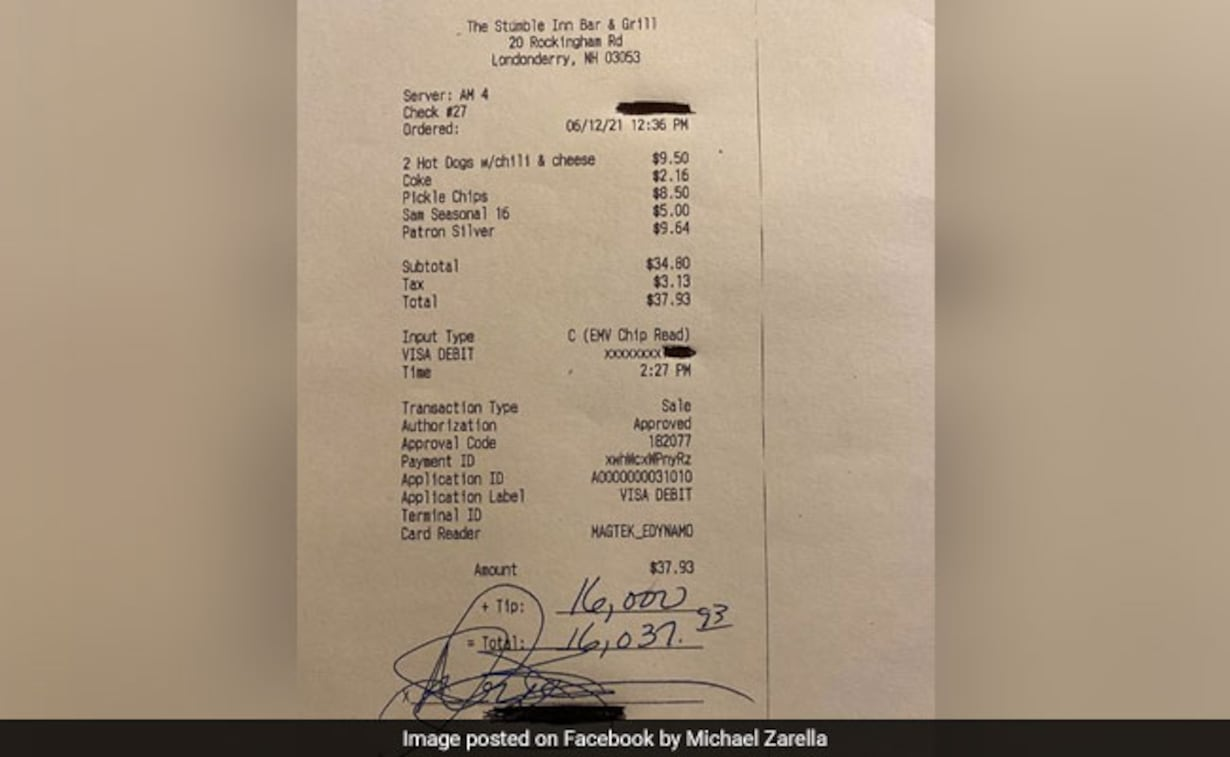 The Stumble Inn Bar & Grill
20 Rockingham Rd
Londonderry, NH 03053
Server: AM 4
Check #27
Ordered: 06/12/21 12:36 PM
2 Hot Dogs w/chili & cheese $9.50
Coke $2.16
Pickle Chips $8.50
Sam Seasonal 16 $5.00
Patron Silver $9.64
Subtotal $34.80
Tax $3.13
Total $37.93
Input Type C (EMV Chip Read)
VISA DEBIT xxxxxxxx
Time 2:27 PM
Transaction Type Sale
Authorization Approved
Approval Code 182077
Payment ID xwhWcxWPnyRz
Application ID A0000000031010
Application Label VISA DEBIT
Terminal ID
Card Reader MAGTEK_EDYNAMO
Amount $37.93
+ Tip: 16,000
= Total: 16,037.93
x
Image posted on Facebook by Michael Zarella